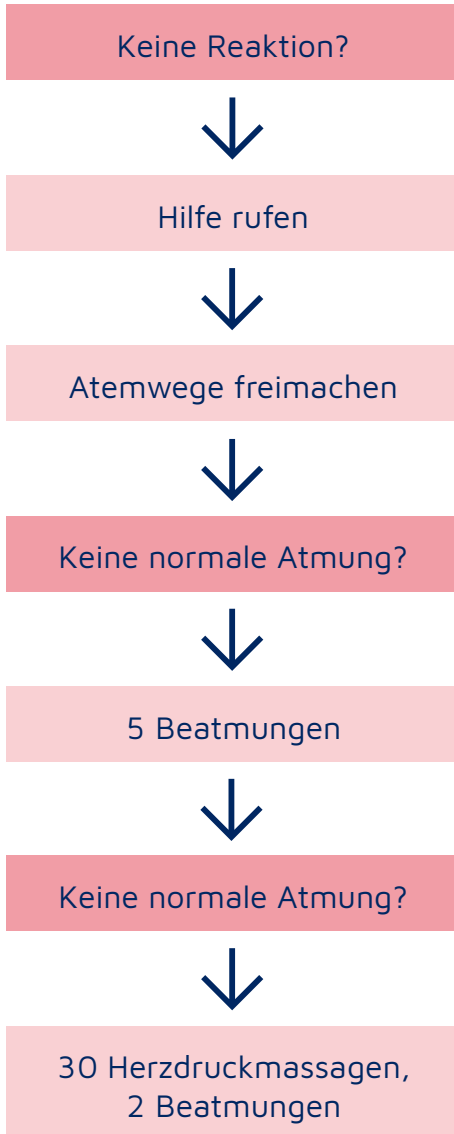 Keine Reaktion?
Hilfe rufen
Atemwege freimachen
Keine normale Atmung?
5 Beatmungen
Keine normale Atmung?
30 Herzdruckmassagen,
2 Beatmungen